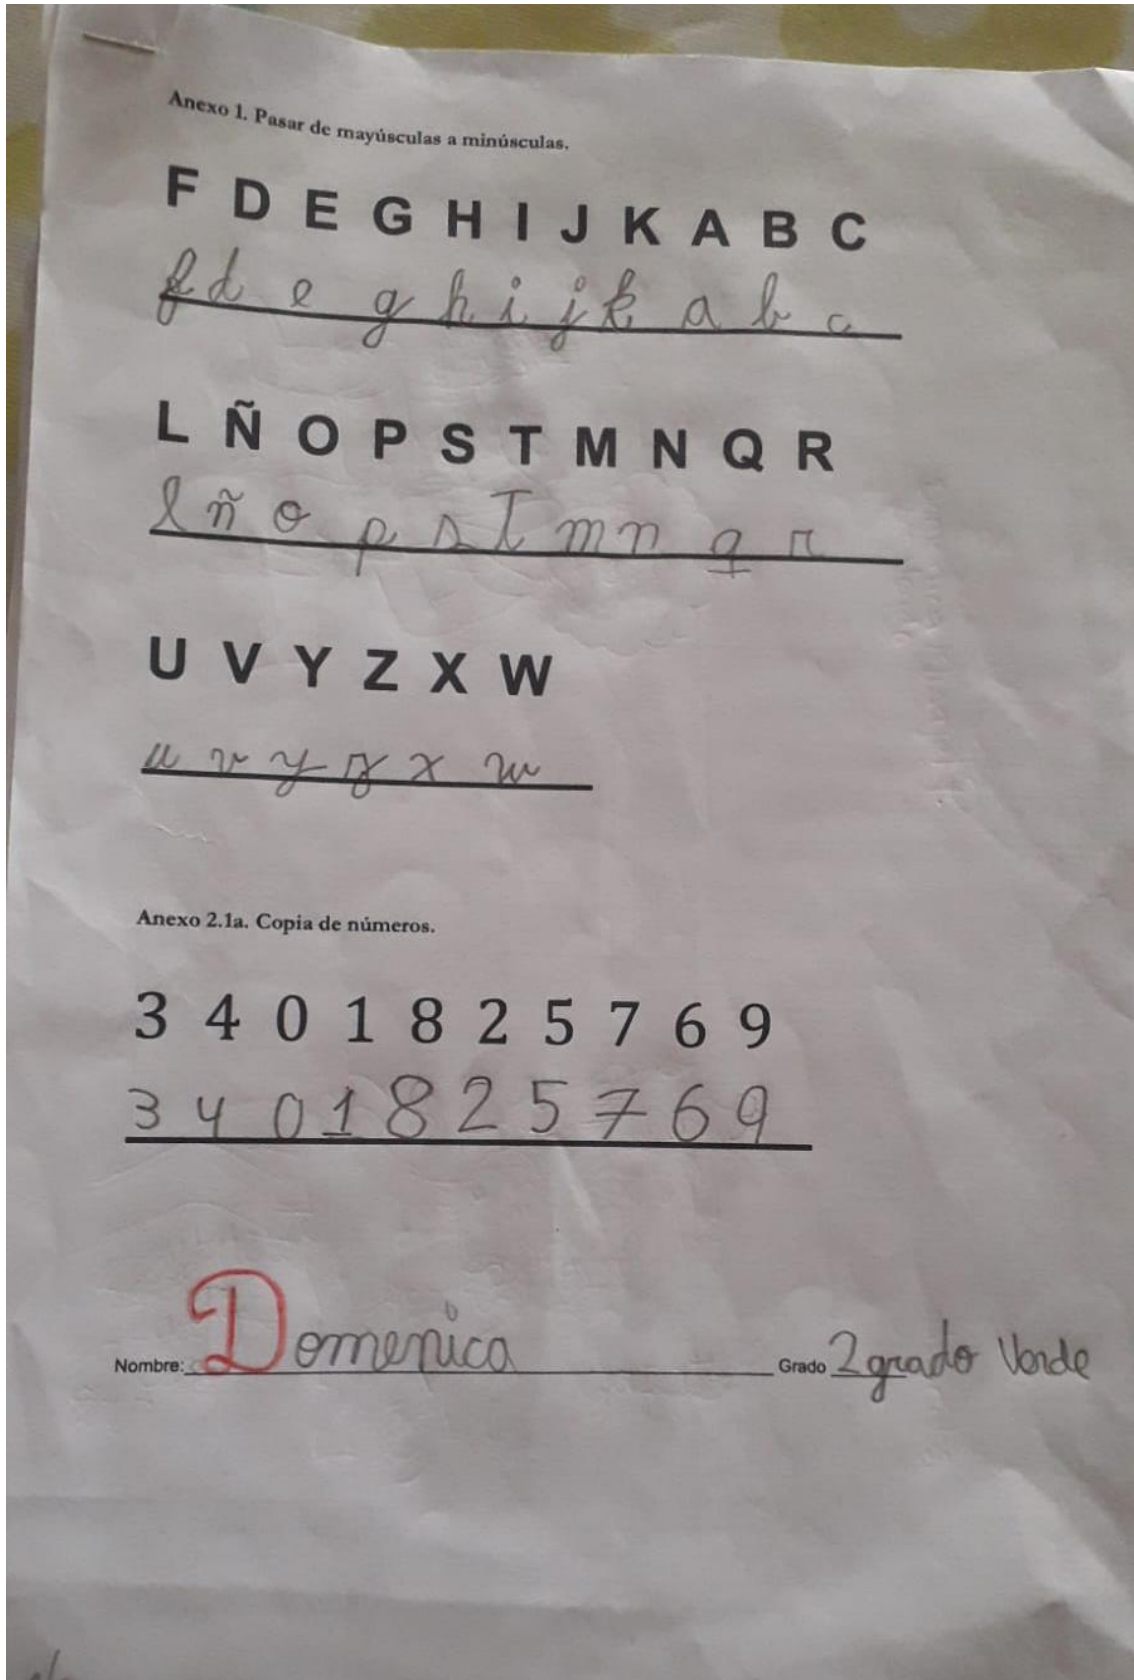 Anexo 1. Pasar de mayúsculas a minúsculas.
F D E G H I J K A B C
f d e g h i j k a b c
L Ñ O P S T M N Q R
l ñ o p s t m n q r
U V Y Z X W
u v y z x w
Anexo 2.1a. Copia de números.
3 4 0 1 8 2 5 7 6 9
3 4 0 1 8 2 5 7 6 9
Nombre: Domenica Grado 2 grado Verde